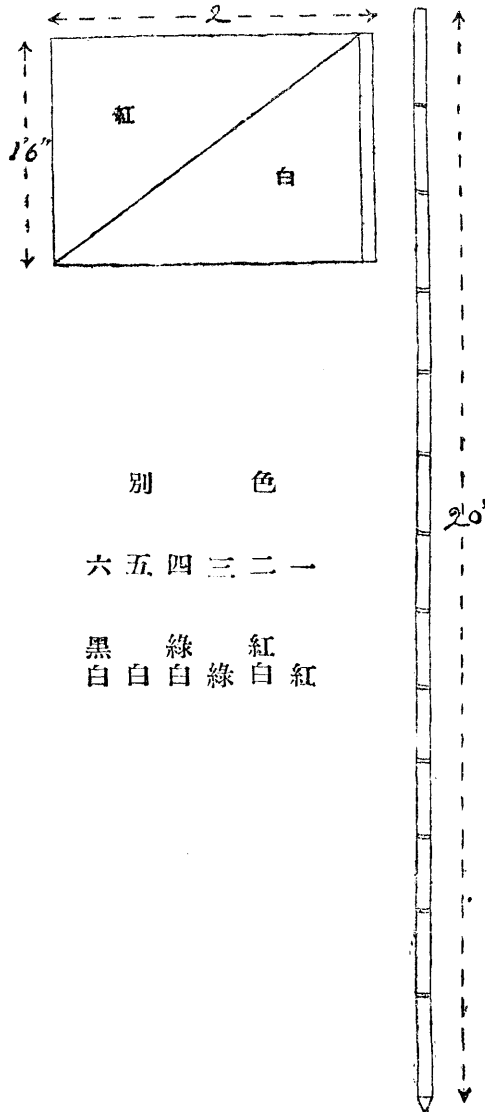 2
1'6"
紅
白
20'
色別
一 紅
二 紅白
三 綠
四 綠白
五 白
六 黑白